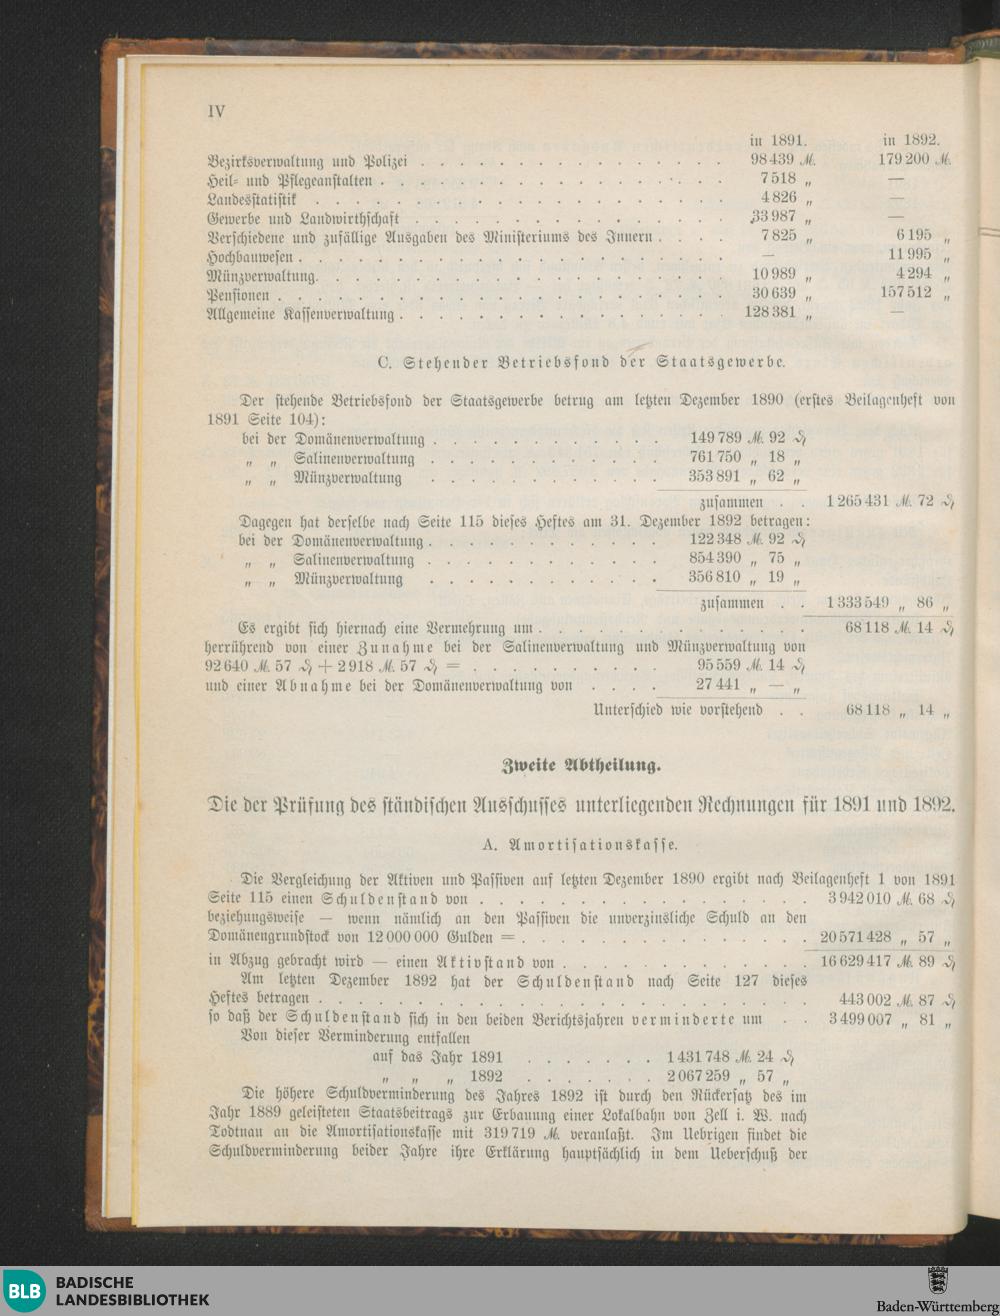 IV
in 1891. in 1892.
Bezirksverwaltung und Polizei . . . . . . . . . . . . . . . . 98 439 M. 179 200 M.
Heil- und Pflegeanstalten . . . . . . . . . . . . . . . . . . 7 518 „ —
Landesstatistik . . . . . . . . . . . . . . . . . . . . . 4 826 „ —
Gewerbe und Landwirthschaft . . . . . . . . . . . . . . . . 33 987 „ —
Verschiedene und zufällige Ausgaben des Ministeriums des Innern . . . . 7 825 „ 6 195 „
Hochbauwesen . . . . . . . . . . . . . . . . . . . . . . — 11 995 „
Münzverwaltung. . . . . . . . . . . . . . . . . . . . . . 10 989 „ 4 294 „
Pensionen . . . . . . . . . . . . . . . . . . . . . . . 30 639 „ 157 512 „
Allgemeine Kassenverwaltung . . . . . . . . . . . . . . . . . 128 381 „ —
C. Stehender Betriebsfond der Staatsgewerbe.
Der stehende Betriebsfond der Staatsgewerbe betrug am letzten Dezember 1890 (erstes Beilagenheft von
1891 Seite 104):
bei der Domänenverwaltung . . . . . . . . . . . . 149 789 M. 92 ₰
„ „ Salinenverwaltung . . . . . . . . . . . . 761 750 „ 18 „
„ „ Münzverwaltung . . . . . . . . . . . . 353 891 „ 62 „
zusammen . . 1 265 431 M. 72 ₰
Dagegen hat derselbe nach Seite 115 dieses Heftes am 31. Dezember 1892 betragen:
bei der Domänenverwaltung . . . . . . . . . . . . 122 348 M. 92 ₰
„ „ Salinenverwaltung . . . . . . . . . . . . 854 390 „ 75 „
„ „ Münzverwaltung . . . . . . . . . . . . 356 810 „ 19 „
zusammen . . 1 333 549 „ 86 „
Es ergibt sich hiernach eine Vermehrung um . . . . . . . . . . . . . . 68 118 M. 14 ₰
herrührend von einer Zunahme bei der Salinenverwaltung und Münzverwaltung von
92 640 M. 57 ₰ + 2 918 M. 57 ₰ = . . . . . . . . . . 95 559 M. 14 ₰
und einer Abnahme bei der Domänenverwaltung von . . . . 27 441 „ — „
Unterschied wie vorstehend . . 68 118 „ 14 „
Zweite Abtheilung.
Die der Prüfung des ständischen Ausschusses unterliegenden Rechnungen für 1891 und 1892.
A. Amortisationskasse.
Die Vergleichung der Aktiven und Passiven auf letzten Dezember 1890 ergibt nach Beilagenheft 1 von 1891
Seite 115 einen Schuldenstand von . . . . . . . . . . . . . . . . . 3 942 010 M. 68 ₰
beziehungsweise — wenn nämlich an den Passiven die unverzinsliche Schuld an den
Domänengrundstock von 12 000 000 Gulden = . . . . . . . . . . . . . . . 20 571 428 „ 57 „
in Abzug gebracht wird — einen Aktivstand von . . . . . . . . . . . . . 16 629 417 M. 89 ₰
Am letzten Dezember 1892 hat der Schuldenstand nach Seite 127 dieses
Heftes betragen . . . . . . . . . . . . . . . . . . . . . . . . . 443 002 M. 87 ₰
so daß der Schuldenstand sich in den beiden Berichtsjahren verminderte um . . 3 499 007 „ 81 „
Von dieser Verminderung entfallen
auf das Jahr 1891 . . . . . . . 1 431 748 M. 24 ₰
„ „ „ 1892 . . . . . . . 2 067 259 „ 57 „
Die höhere Schuldverminderung des Jahres 1892 ist durch den Rückersatz des im
Jahr 1889 geleisteten Staatsbeitrags zur Erbauung einer Lokalbahn von Zell i. W. nach
Todtnau an die Amortisationskasse mit 319 719 M. veranlaßt. Im Uebrigen findet die
Schuldverminderung beider Jahre ihre Erklärung hauptsächlich in dem Ueberschuß der
BLB BADISCHE
LANDESBIBLIOTHEK
Baden-Württemberg